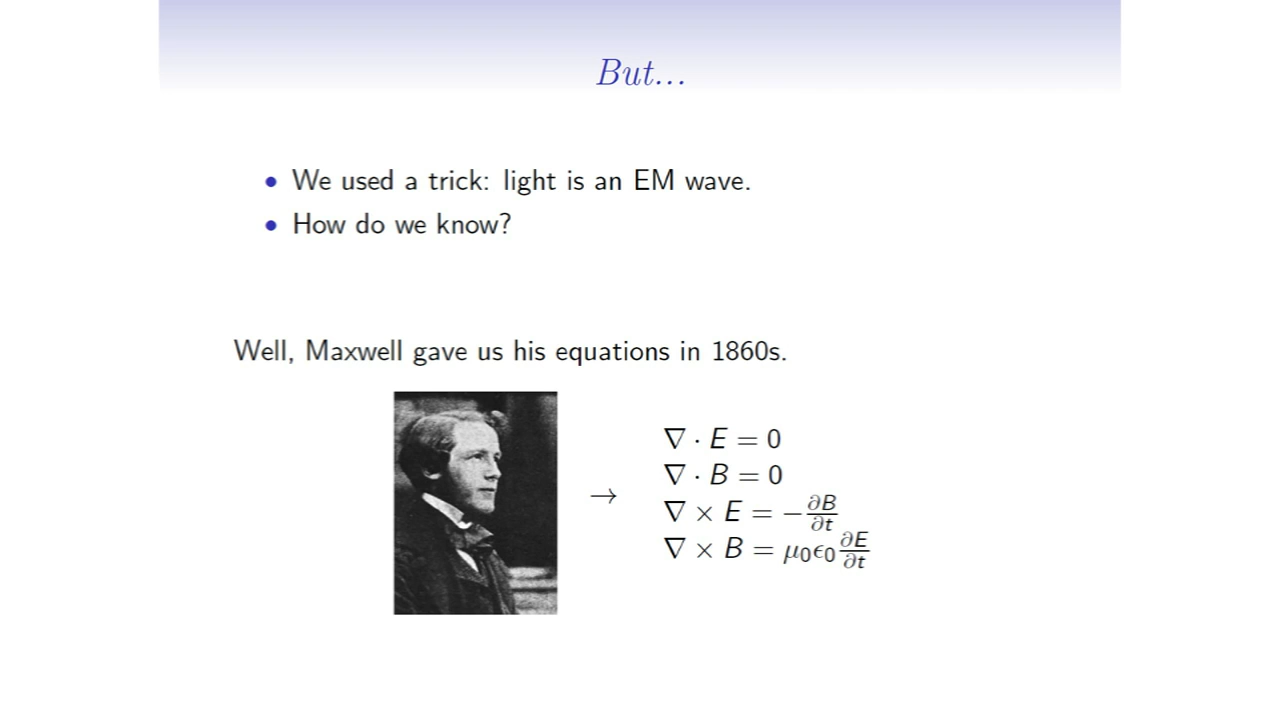 But...
• We used a trick: light is an EM wave.
• How do we know?
Well, Maxwell gave us his equations in 1860s.
→
∇ · E = 0
∇ · B = 0
∇ × E = −∂B/∂t
∇ × B = μ₀ϵ₀∂E/∂t